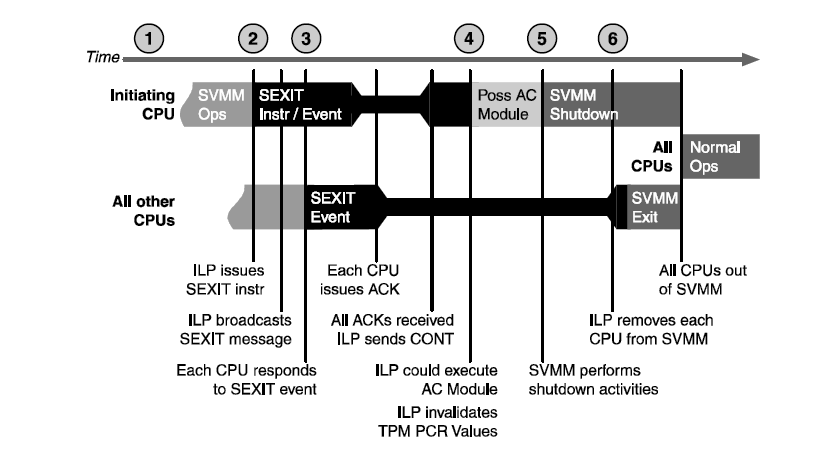 1 2 3 4 5 6
Time
Initiating
CPU
SVMM
Ops
SEXIT
Instr / Event
Poss AC
Module
SVMM
Shutdown
All
CPUs
Normal
Ops
All other
CPUs
SEXIT
Event
SVMM
Exit
ILP issues
SEXIT instr
Each CPU
issues ACK
All CPUs out
of SVMM
ILP broadcasts
SEXIT message
All ACKs received
ILP sends CONT
ILP removes each
CPU from SVMM
Each CPU responds
to SEXIT event
ILP could execute
AC Module
SVMM performs
shutdown activities
ILP invalidates
TPM PCR Values